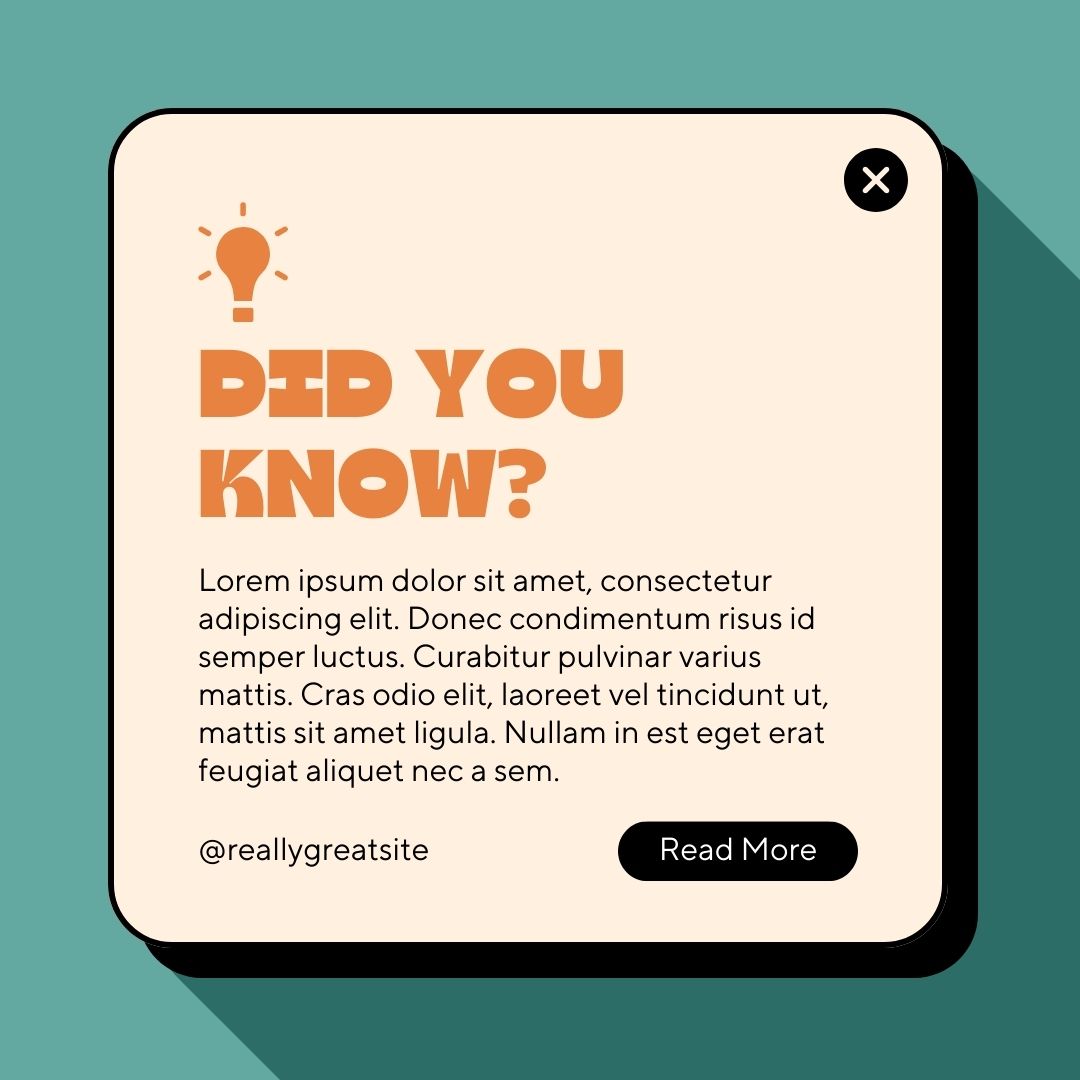 DID YOU
KNOW?
Lorem ipsum dolor sit amet, consectetur
adipiscing elit. Donec condimentum risus id
semper luctus. Curabitur pulvinar varius
mattis. Cras odio elit, laoreet vel tincidunt ut,
mattis sit amet ligula. Nullam in est eget erat
feugiat aliquet nec a sem.
@reallygreatsite
Read More